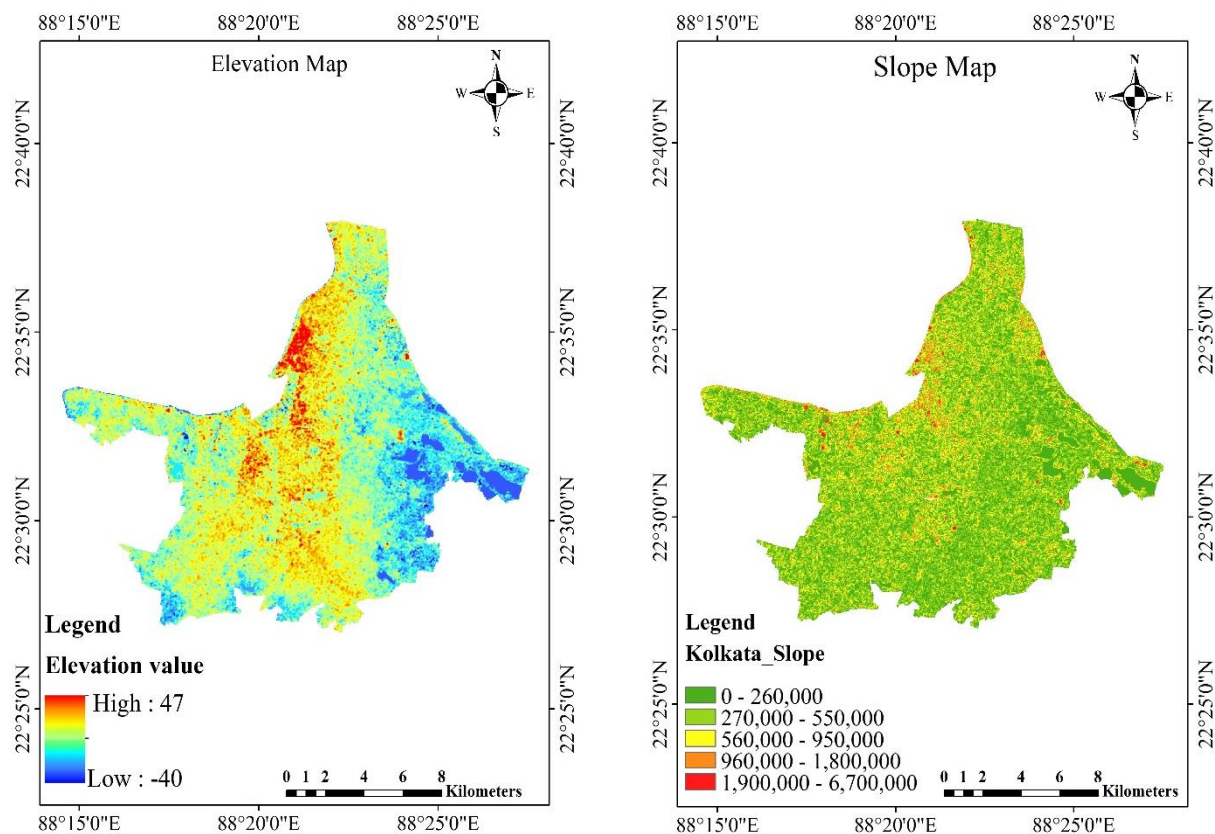 88°15'0"E 88°20'0"E 88°25'0"E
Elevation Map
N
W E
S
22°40'0"N 22°40'0"N
22°35'0"N 22°35'0"N
22°30'0"N 22°30'0"N
22°25'0"N 22°25'0"N
Legend
Elevation value
High : 47
Low : -40
0 1 2 4 6 8
Kilometers
88°15'0"E 88°20'0"E 88°25'0"E
88°15'0"E 88°20'0"E 88°25'0"E
Slope Map
N
W E
S
22°40'0"N 22°40'0"N
22°35'0"N 22°35'0"N
22°30'0"N 22°30'0"N
22°25'0"N 22°25'0"N
Legend
Kolkata_Slope
0 - 260,000
270,000 - 550,000
560,000 - 950,000
960,000 - 1,800,000
1,900,000 - 6,700,000
0 1 2 4 6 8
Kilometers
88°15'0"E 88°20'0"E 88°25'0"E